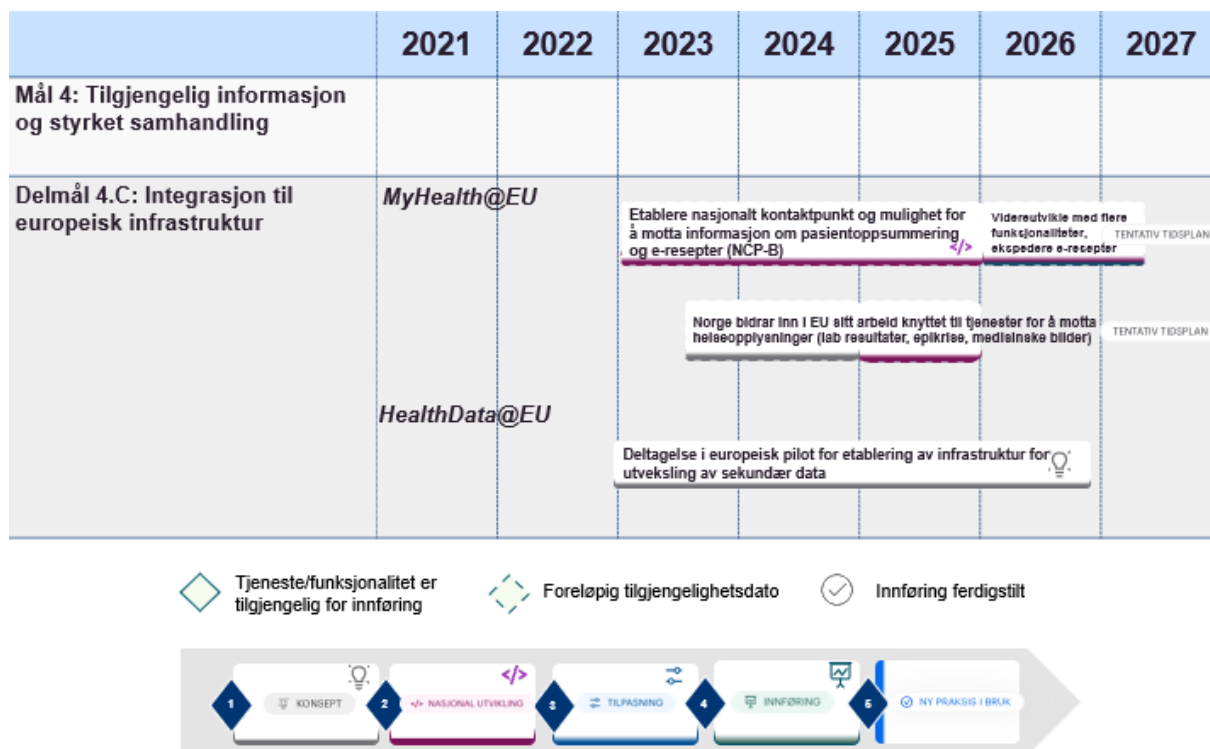 2021 2022 2023 2024 2025 2026 2027
Mål 4: Tilgjengelig informasjon
og styrket samhandling
Delmål 4.C: Integrasjon til
europeisk infrastruktur
MyHealth@EU
Etablere nasjonalt kontaktpunkt og mulighet for
å motta informasjon om pasientoppsummering
og e-resepter (NCP-B)
</>
Videreutvikle med flere
funksjonaliteter,
ekspedere e-resepter
TENTATIV TIDSPLAN
Norge bidrar inn i EU sitt arbeid knyttet til tjenester for å motta
helseopplysninger (lab resultater, epikrise, medisinske bilder)
TENTATIV TIDSPLAN
HealthData@EU
Deltagelse i europeisk pilot for etablering av infrastruktur for
utveksling av sekundær data
Tjeneste/funksjonalitet er
tilgjengelig for innføring
Foreløpig tilgjengelighetsdato
Innføring ferdigstilt
1 KONSEPT
2 </> </> NASJONAL UTVIKLING
3 TILPASNING
4 INNFØRING
5 NY PRAKSIS I BRUK